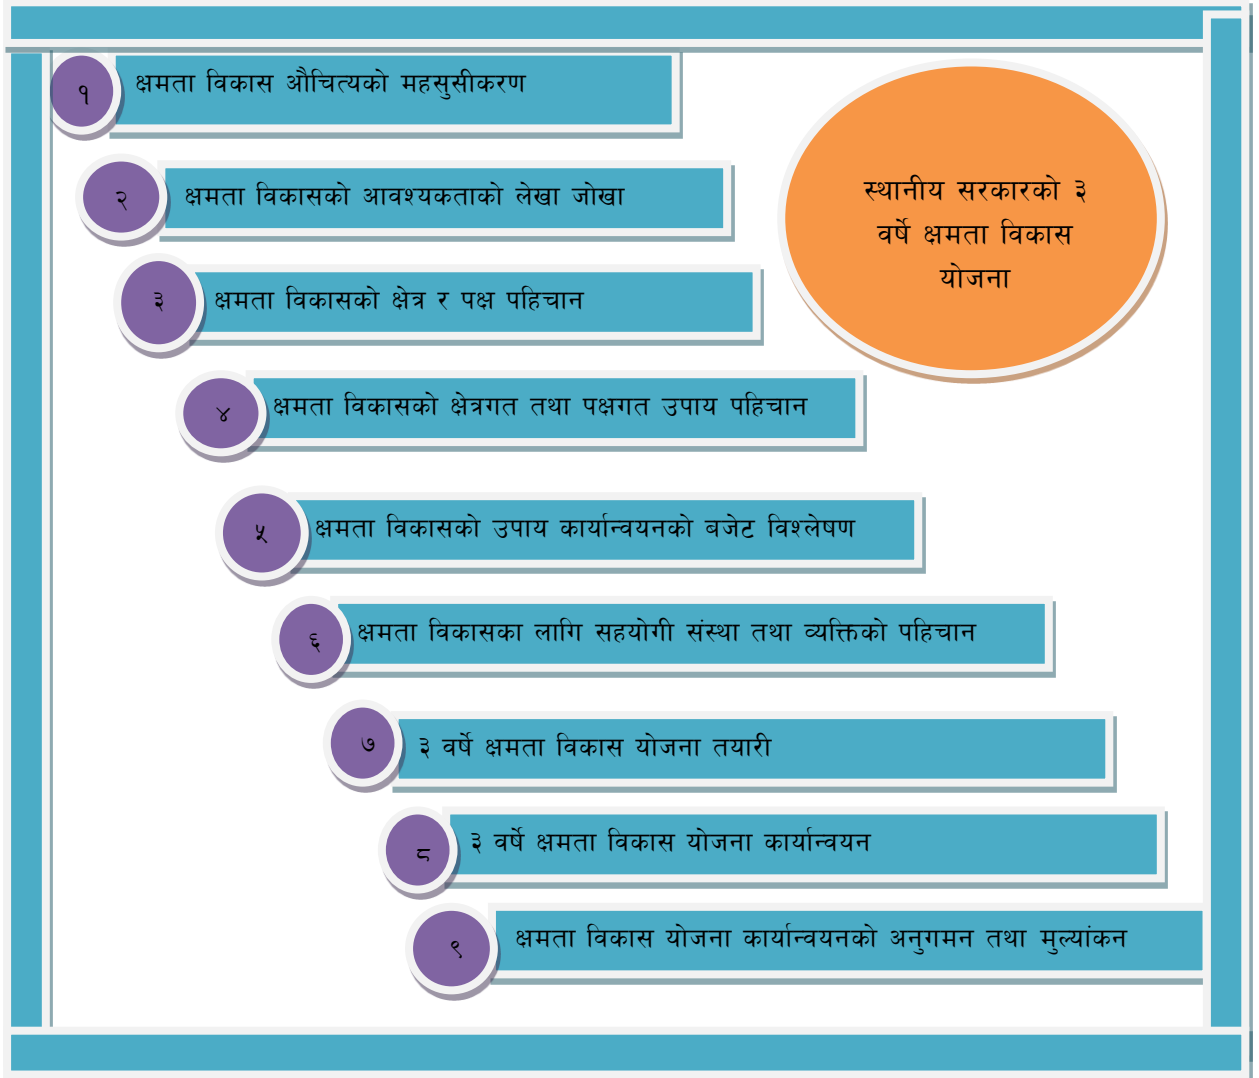 १
क्षमता विकास औचित्यको महसुसीकरण
२
क्षमता विकासको आवश्यकताको लेखा जोखा
स्थानीय सरकारको ३
वर्षे क्षमता विकास
योजना
३
क्षमता विकासको क्षेत्र र पक्ष पहिचान
४
क्षमता विकासको क्षेत्रगत तथा पक्षगत उपाय पहिचान
५
क्षमता विकासको उपाय कार्यान्वयनको बजेट विश्लेषण
६
क्षमता विकासका लागि सहयोगी संस्था तथा व्यक्तिको पहिचान
७
३ वर्षे क्षमता विकास योजना तयारी
८
३ वर्षे क्षमता विकास योजना कार्यान्वयन
९
क्षमता विकास योजना कार्यान्वयनको अनुगमन तथा मुल्यांकन